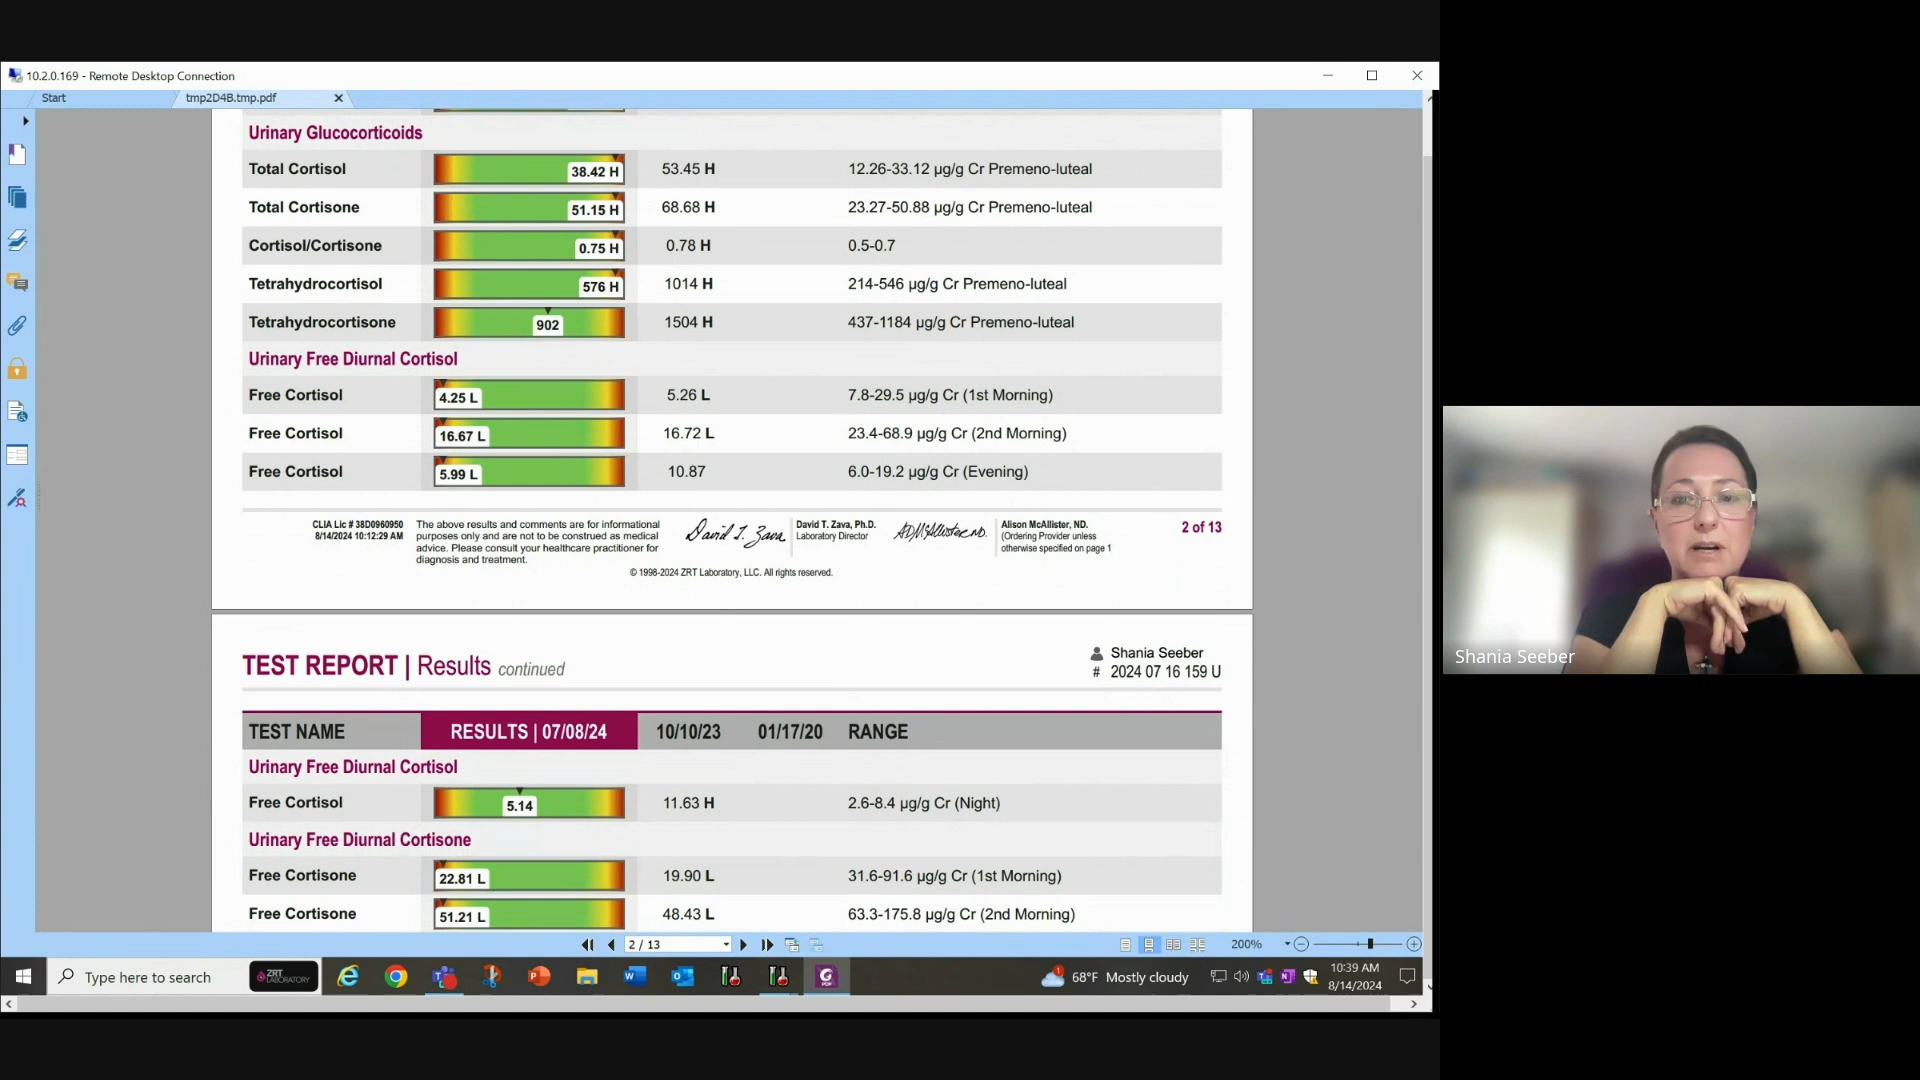 10.2.0.169 - Remote Desktop Connection
Start tmp2D4B.tmp.pdf
Urinary Glucocorticoids
Total Cortisol 38.42 H 53.45 H 12.26-33.12 µg/g Cr Premeno-luteal
Total Cortisone 51.15 H 68.68 H 23.27-50.88 µg/g Cr Premeno-luteal
Cortisol/Cortisone 0.75 H 0.78 H 0.5-0.7
Tetrahydrocortisol 576 H 1014 H 214-546 µg/g Cr Premeno-luteal
Tetrahydrocortisone 902 1504 H 437-1184 µg/g Cr Premeno-luteal
Urinary Free Diurnal Cortisol
Free Cortisol 4.25 L 5.26 L 7.8-29.5 µg/g Cr (1st Morning)
Free Cortisol 16.67 L 16.72 L 23.4-68.9 µg/g Cr (2nd Morning)
Free Cortisol 5.99 L 10.87 6.0-19.2 µg/g Cr (Evening)
CLIA Lic # 38D0960950
8/14/2024 10:12:29 AM
The above results and comments are for informational
purposes only and are not to be construed as medical
advice. Please consult your healthcare practitioner for
diagnosis and treatment.
David T. Zava
David T. Zava, Ph.D.
Laboratory Director
ADMcAllister ND.
Alison McAllister, ND.
(Ordering Provider unless
otherwise specified on page 1
2 of 13
© 1998-2024 ZRT Laboratory, LLC. All rights reserved.
TEST REPORT | Results continued
Shania Seeber
# 2024 07 16 159 U
TEST NAME RESULTS | 07/08/24 10/10/23 01/17/20 RANGE
Urinary Free Diurnal Cortisol
Free Cortisol 5.14 11.63 H 2.6-8.4 µg/g Cr (Night)
Urinary Free Diurnal Cortisone
Free Cortisone 22.81 L 19.90 L 31.6-91.6 µg/g Cr (1st Morning)
Free Cortisone 51.21 L 48.43 L 63.3-175.8 µg/g Cr (2nd Morning)
2 / 13 200%
Type here to search
ZRT LABORATORY
68°F Mostly cloudy
10:39 AM
8/14/2024
Shania Seeber